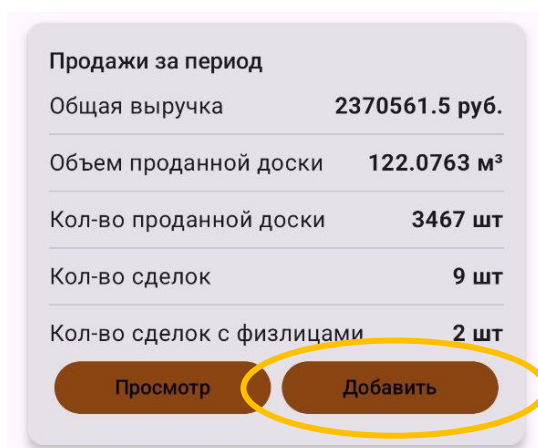 Продажи за период
Общая выручка 2370561.5 руб.
Объем проданной доски 122.0763 м³
Кол-во проданной доски 3467 шт
Кол-во сделок 9 шт
Кол-во сделок с физлицами 2 шт
Просмотр Добавить